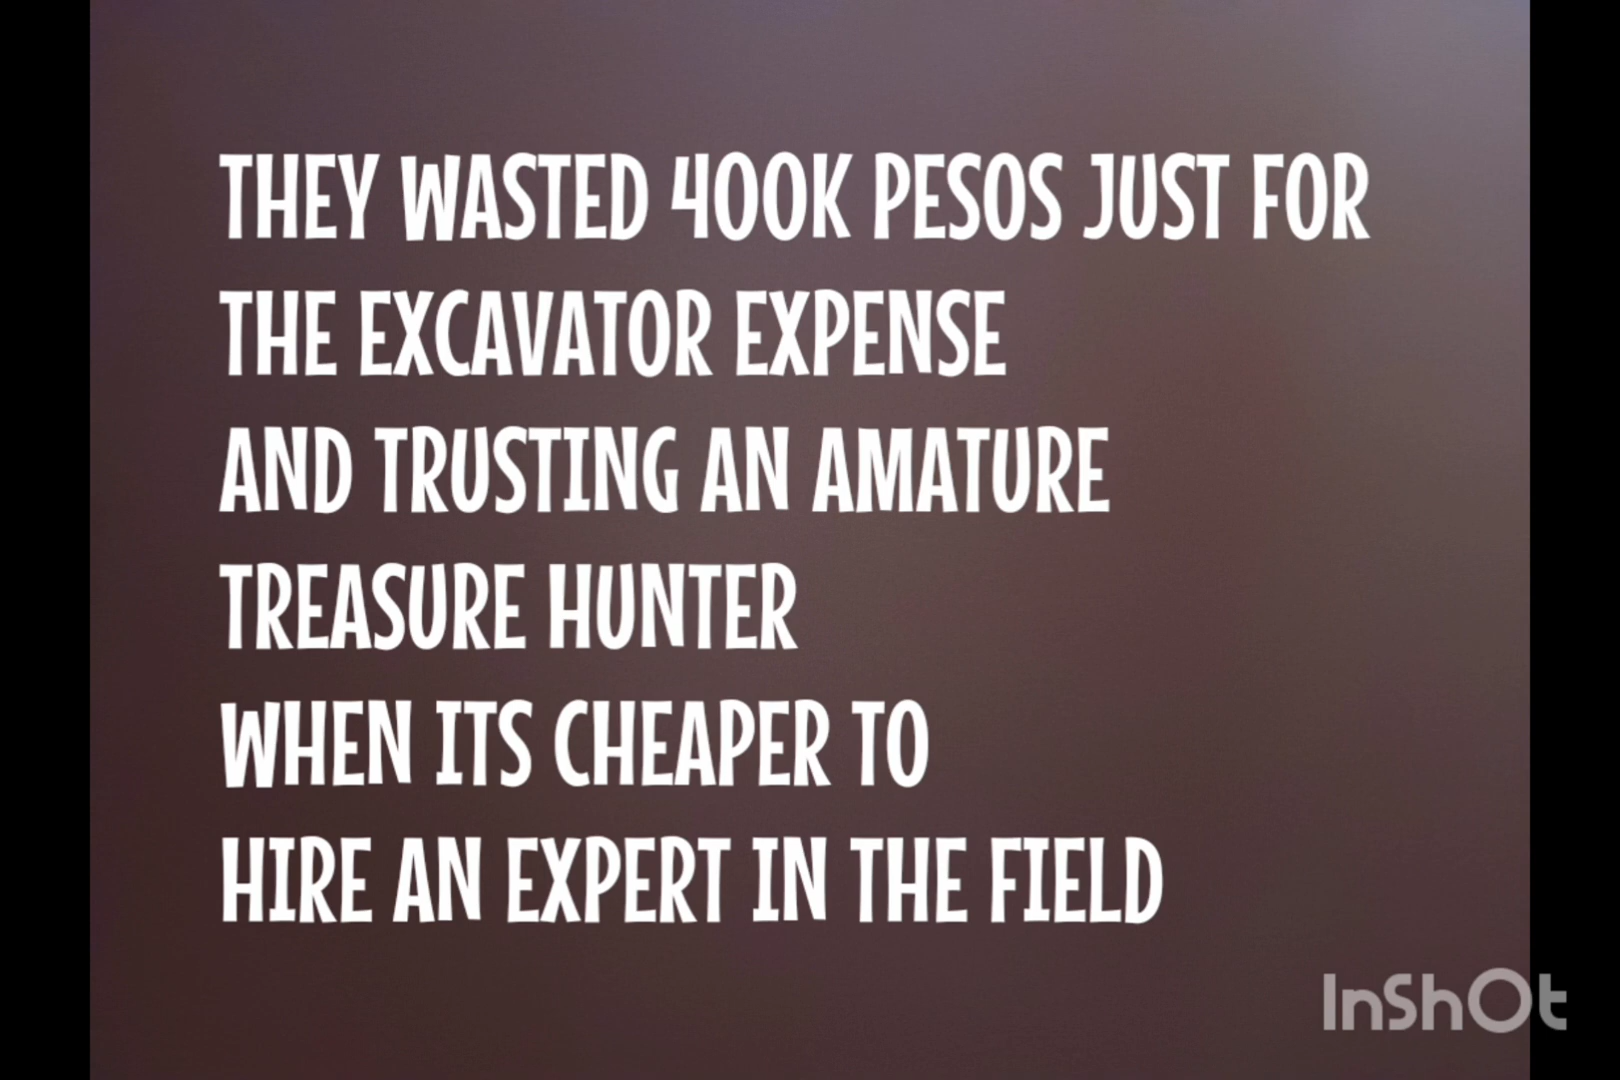 THEY WASTED 400K PESOS JUST FOR
THE EXCAVATOR EXPENSE
AND TRUSTING AN AMATURE
TREASURE HUNTER
WHEN ITS CHEAPER TO
HIRE AN EXPERT IN THE FIELD
InShOt